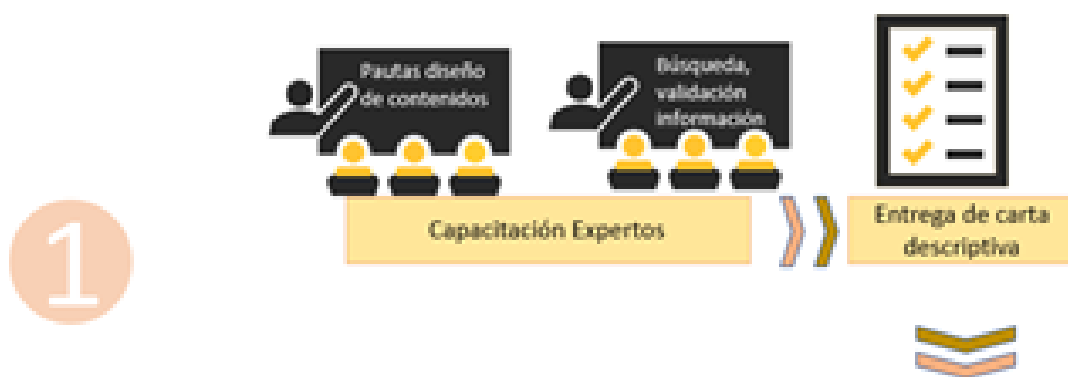 Pautas diseño
de contenidos
Búsqueda,
validación
información
1
Capacitación Expertos
Entrega de carta
descriptiva